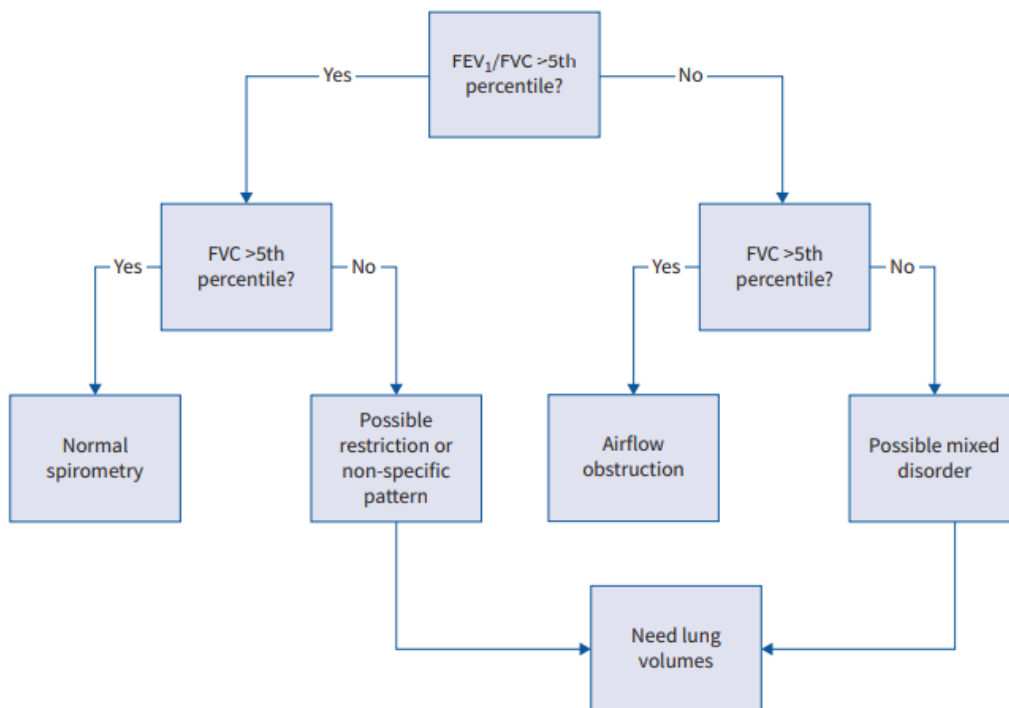 FEV₁/FVC >5th
percentile?
Yes
No
FVC >5th
percentile?
FVC >5th
percentile?
Yes
No
Yes
No
Normal
spirometry
Possible
restriction or
non-specific
pattern
Airflow
obstruction
Possible mixed
disorder
Need lung
volumes